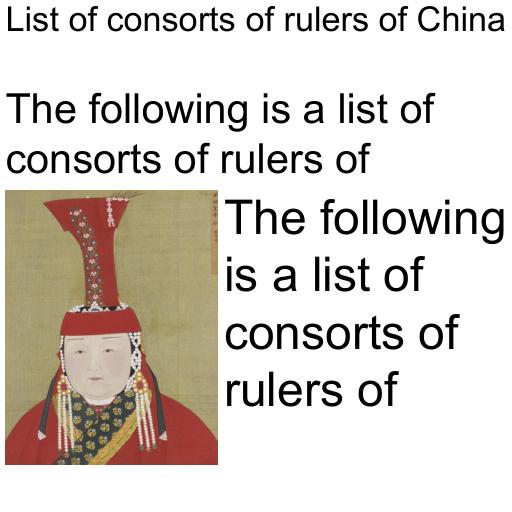 List of consorts of rulers of China
The following is a list of
consorts of rulers of
The following
is a list of
consorts of
rulers of